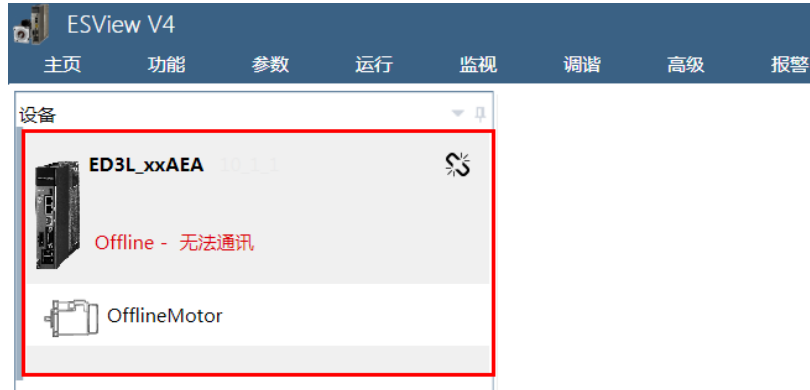 ESView V4
主页 功能 参数 运行 监视 调谐 高级 报警
设备
ED3L_xxAEA 10_1_1
Offline - 无法通讯
OfflineMotor